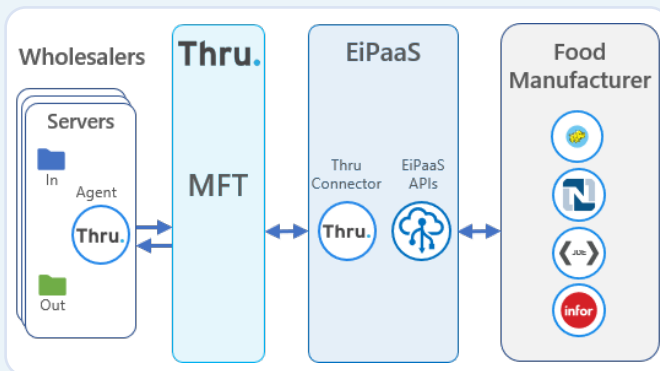 Wholesalers
Servers
In
Agent
Thru.
Out
Thru.
MFT
EiPaaS
Thru
Connector
EiPaaS
APIs
Thru.
Food
Manufacturer
N
JDE
infor